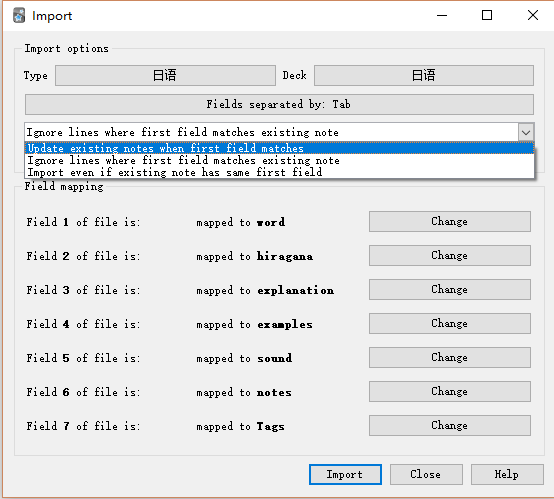 Import
Import options
Type 日语 Deck 日语
Fields separated by: Tab
Ignore lines where first field matches existing note
Update existing notes when first field matches
Ignore lines where first field matches existing note
Import even if existing note has same first field
Field mapping
Field 1 of file is: mapped to word Change
Field 2 of file is: mapped to hiragana Change
Field 3 of file is: mapped to explanation Change
Field 4 of file is: mapped to examples Change
Field 5 of file is: mapped to sound Change
Field 6 of file is: mapped to notes Change
Field 7 of file is: mapped to Tags Change
Import Close Help